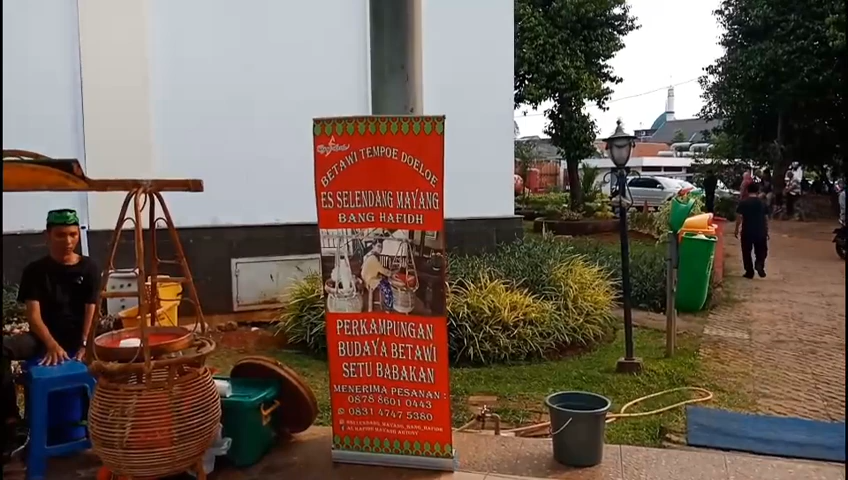 BETAWI TEMPOE DOELOE
ES SELENDANG MAYANG
BANG HAFIDH
PERKAMPUNGAN
BUDAYA BETAWI
SETU BABAKAN
MENERIMA PESANAN
0878 8601 0443
0831 4747 5430